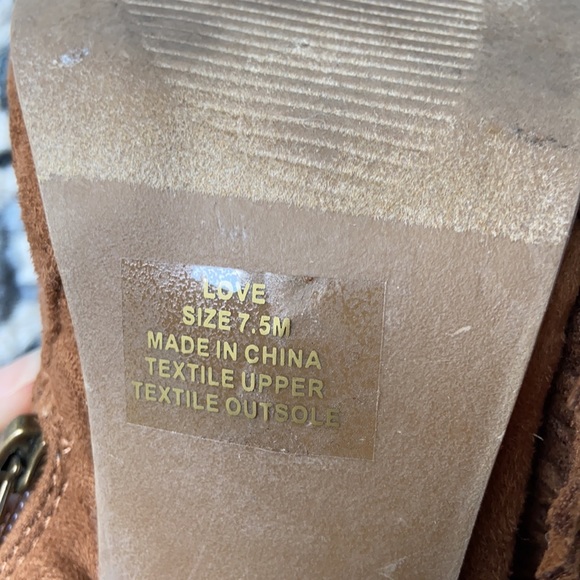 LOVE
SIZE 7.5M
MADE IN CHINA
TEXTILE UPPER
TEXTILE OUTSOLE